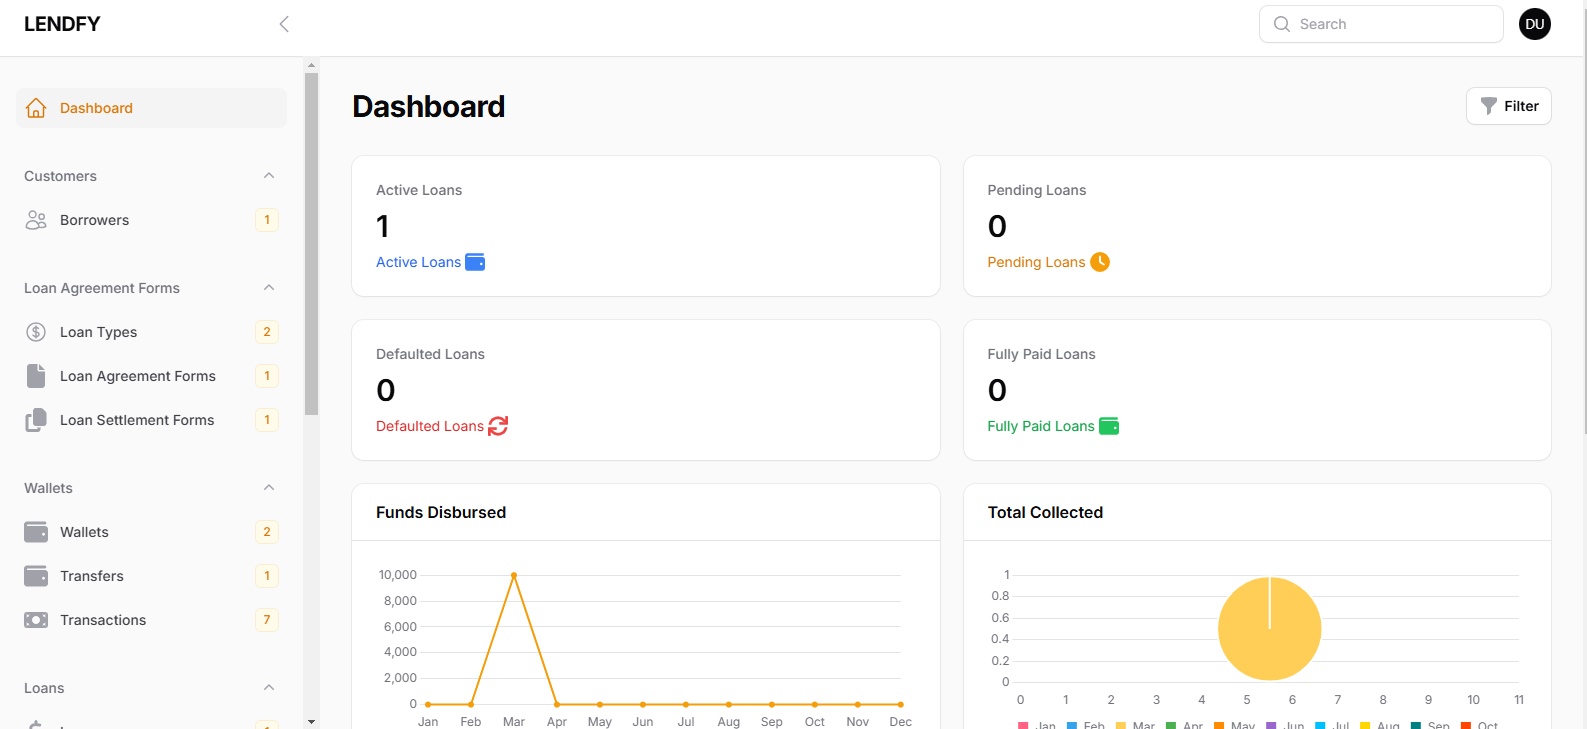 LENDFY
Search
DU
Dashboard
Customers
Borrowers 1
Loan Agreement Forms
Loan Types 2
Loan Agreement Forms 1
Loan Settlement Forms 1
Wallets
Wallets 2
Transfers 1
Transactions 7
Loans
Dashboard
Filter
Active Loans
1
Active Loans
Pending Loans
0
Pending Loans
Defaulted Loans
0
Defaulted Loans
Fully Paid Loans
0
Fully Paid Loans
Funds Disbursed
10,000
8,000
6,000
4,000
2,000
0
Jan Feb Mar Apr May Jun Jul Aug Sep Oct Nov Dec
Total Collected
1
0.8
0.6
0.4
0.2
0
0 1 2 3 4 5 6 7 8 9 10 11
Jan Feb Mar Apr May Jun Jul Aug Sep Oct